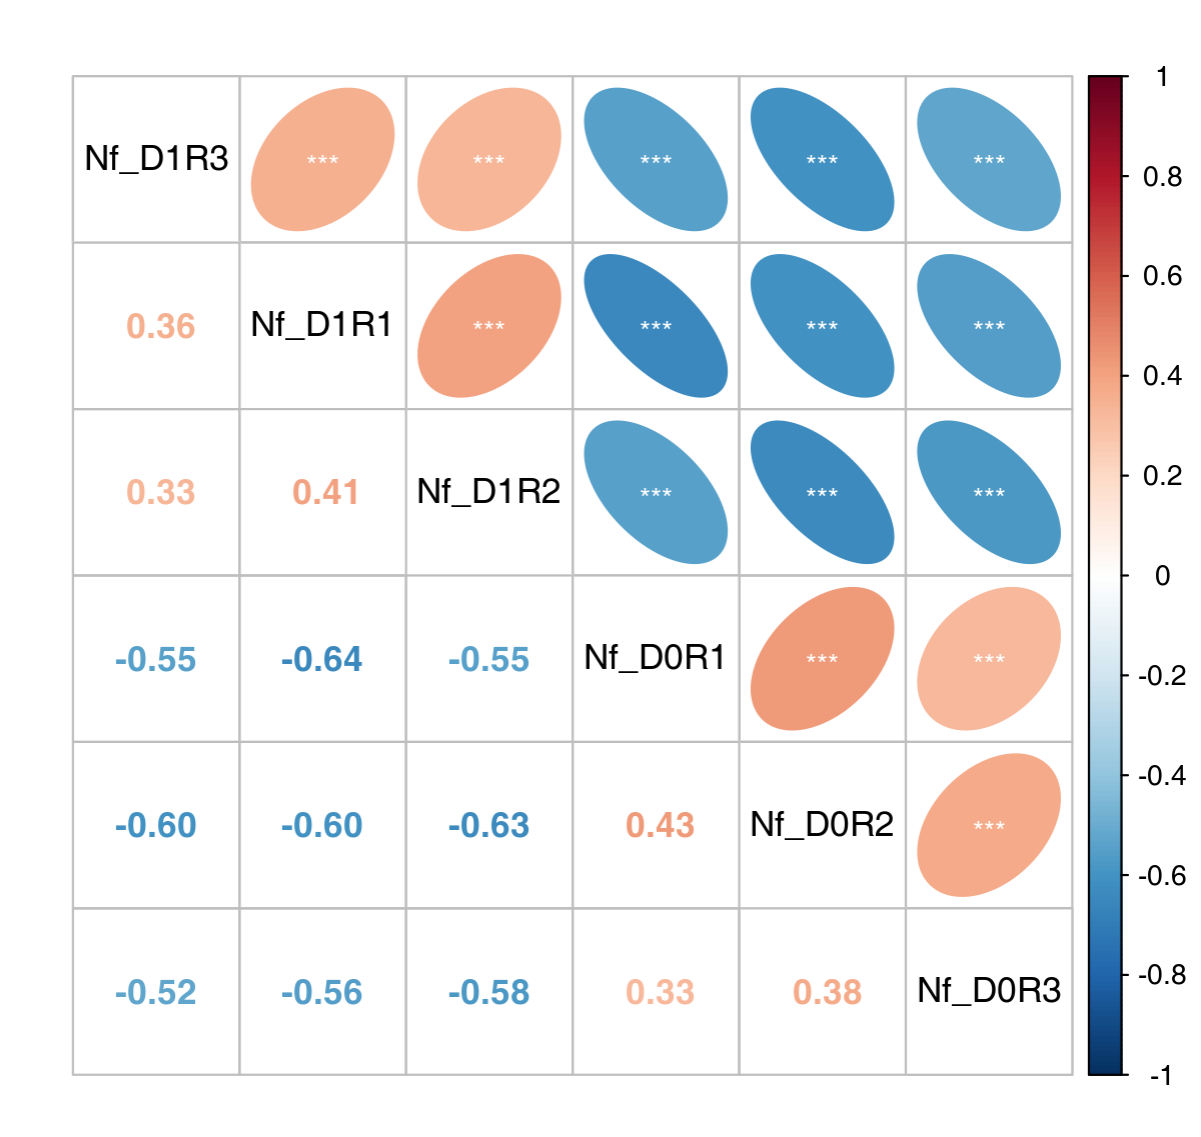 1
Nf_D1R3 *** *** *** *** ***
0.8
0.6
0.36 Nf_D1R1 *** *** *** ***
0.4
0.33 0.41 Nf_D1R2 *** *** ***
0.2
0
-0.55 -0.64 -0.55 Nf_D0R1 *** ***
-0.2
-0.4
-0.60 -0.60 -0.63 0.43 Nf_D0R2 ***
-0.6
-0.8
-0.52 -0.56 -0.58 0.33 0.38 Nf_D0R3
-1